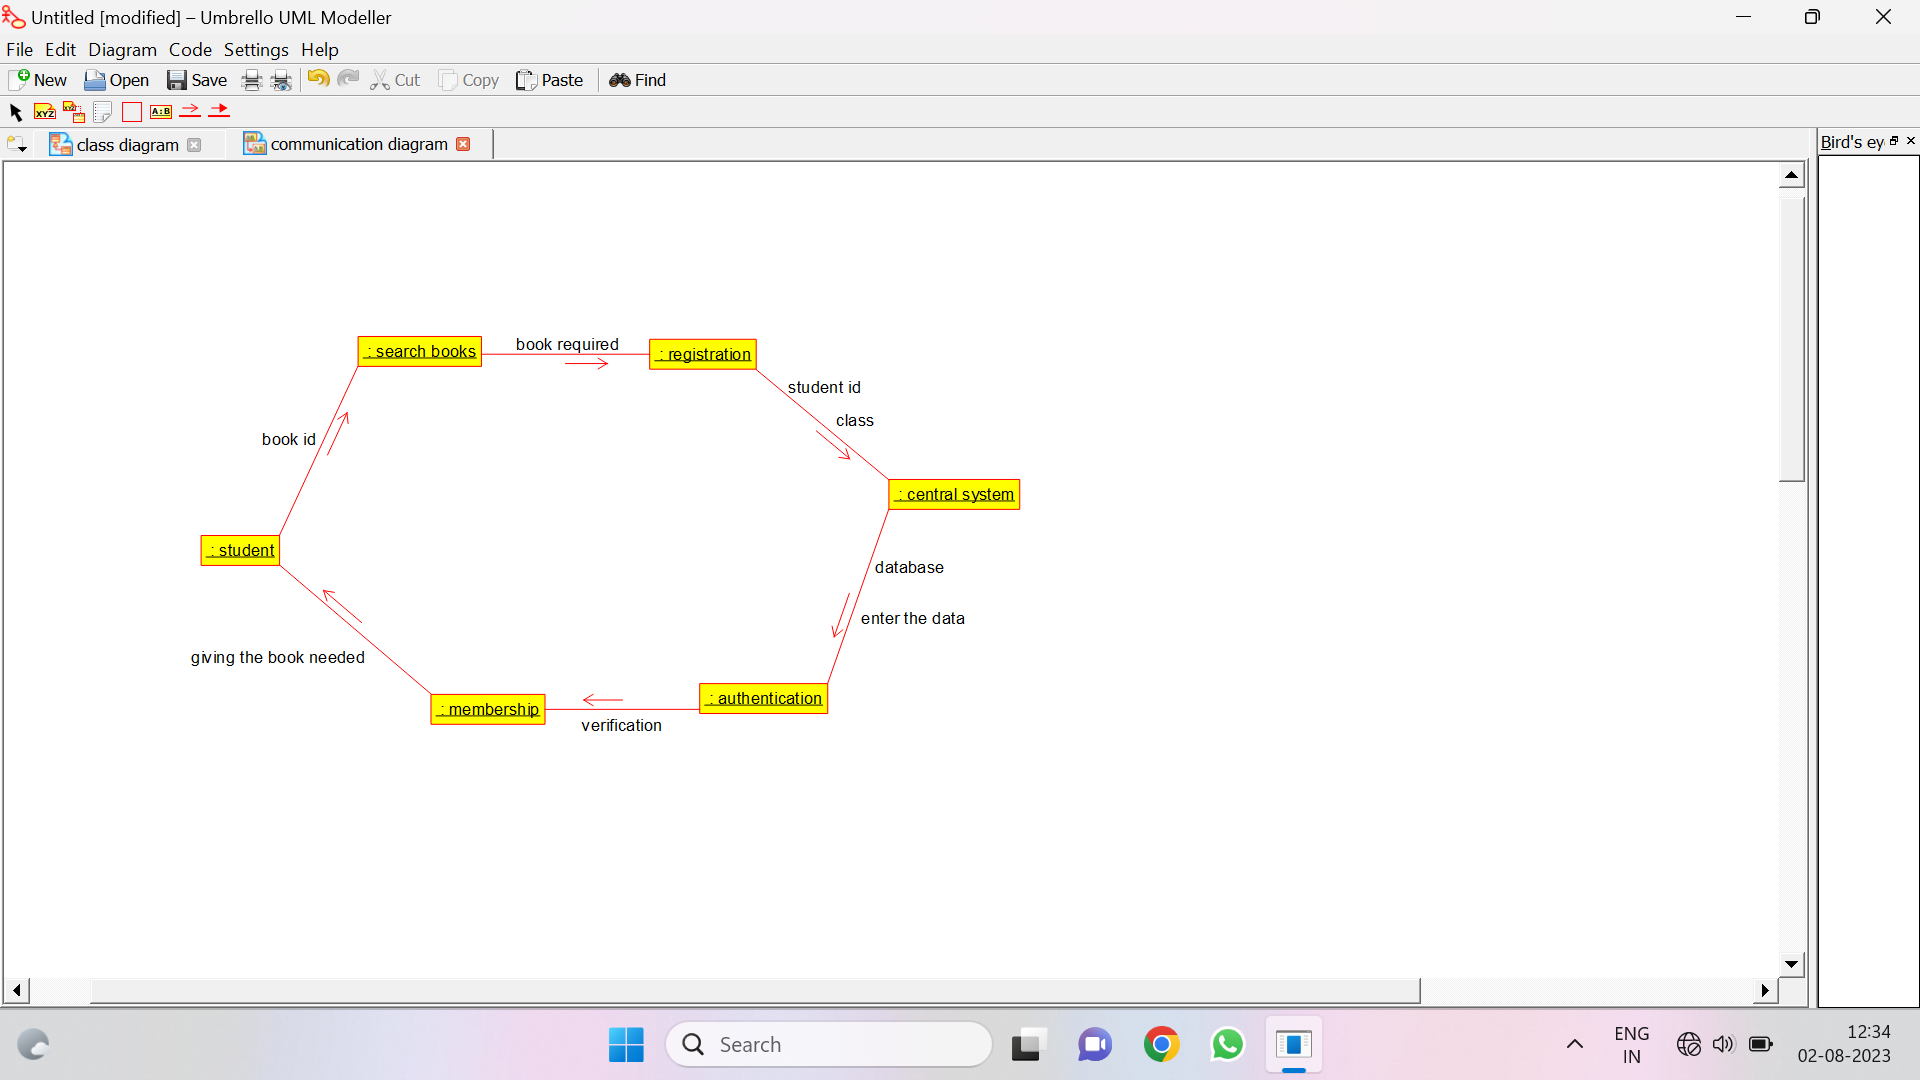 Untitled [modified] – Umbrello UML Modeller
File Edit Diagram Code Settings Help
New Open Save Cut Copy Paste Find
XYZ XYZ A:B
class diagram communication diagram
Bird's ey
: search books
book required
: registration
student id
class
book id
: central system
: student
database
enter the data
giving the book needed
: authentication
: membership
verification
Search
ENG
IN
12:34
02-08-2023